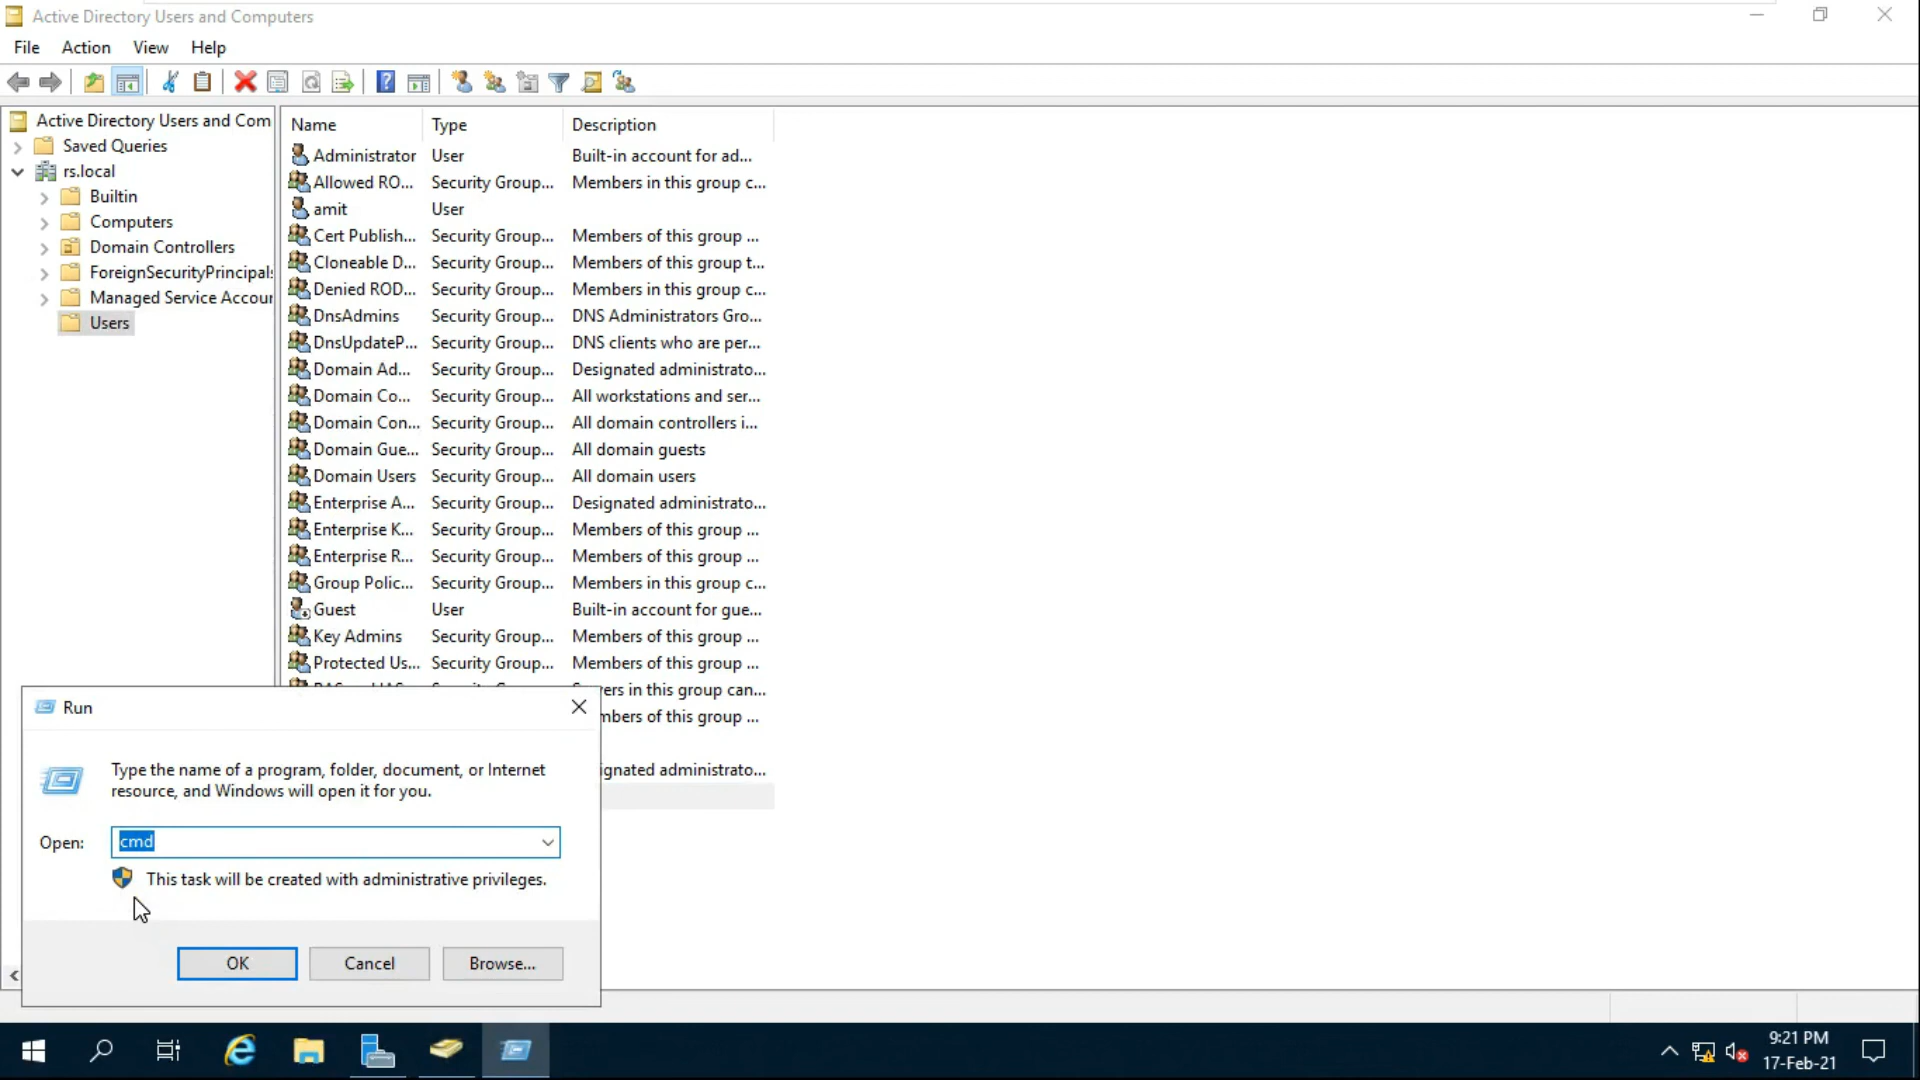 Active Directory Users and Computers
File Action View Help
Active Directory Users and Com
Saved Queries
rs.local
Builtin
Computers
Domain Controllers
ForeignSecurityPrincipals
Managed Service Accour
Users
Name Type Description
Administrator User Built-in account for ad...
Allowed RO... Security Group... Members in this group c...
amit User
Cert Publish... Security Group... Members of this group ...
Cloneable D... Security Group... Members of this group t...
Denied ROD... Security Group... Members in this group c...
DnsAdmins Security Group... DNS Administrators Gro...
DnsUpdateP... Security Group... DNS clients who are per...
Domain Ad... Security Group... Designated administrato...
Domain Co... Security Group... All workstations and ser...
Domain Con... Security Group... All domain controllers i...
Domain Gue... Security Group... All domain guests
Domain Users Security Group... All domain users
Enterprise A... Security Group... Designated administrato...
Enterprise K... Security Group... Members of this group ...
Enterprise R... Security Group... Members of this group ...
Group Polic... Security Group... Members in this group c...
Guest User Built-in account for gue...
Key Admins Security Group... Members of this group ...
Protected Us... Security Group... Members of this group ...
vers in this group can...
mbers of this group ...
ignated administrato...
Run
Type the name of a program, folder, document, or Internet
resource, and Windows will open it for you.
Open: cmd
This task will be created with administrative privileges.
OK Cancel Browse...
9:21 PM
17-Feb-21